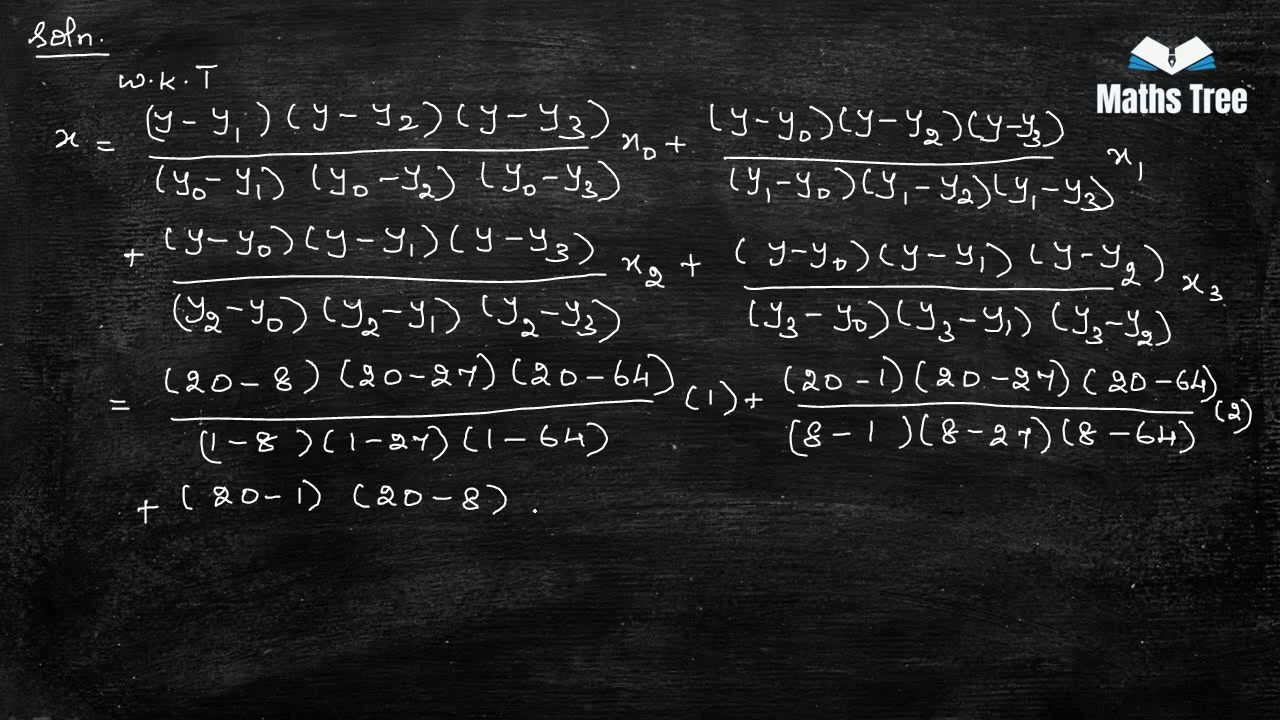 Soln.
Maths Tree
W.K.T
x = (y-y₁)(y-y₂)(y-y₃) / (y₀-y₁)(y₀-y₂)(y₀-y₃) x₀ + (y-y₀)(y-y₂)(y-y₃) / (y₁-y₀)(y₁-y₂)(y₁-y₃) x₁
+ (y-y₀)(y-y₁)(y-y₃) / (y₂-y₀)(y₂-y₁)(y₂-y₃) x₂ + (y-y₀)(y-y₁)(y-y₂) / (y₃-y₀)(y₃-y₁)(y₃-y₂) x₃
= (20-8)(20-27)(20-64) / (1-8)(1-27)(1-64) (1) + (20-1)(20-27)(20-64) / (8-1)(8-27)(8-64) (2)
+ (20-1)(20-8)